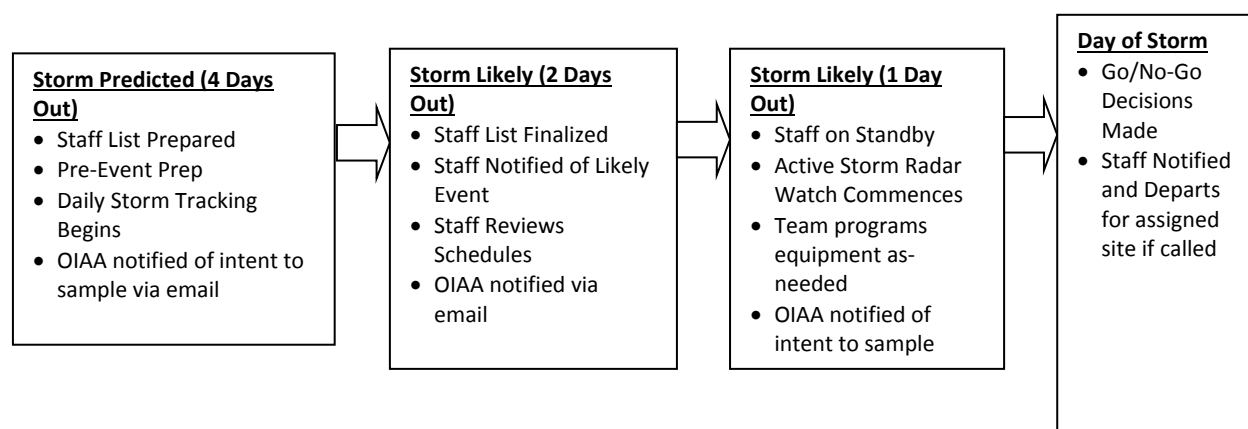 Storm Predicted (4 Days
Out)
• Staff List Prepared
• Pre-Event Prep
• Daily Storm Tracking
Begins
• OIAA notified of intent to
sample via email
Storm Likely (2 Days
Out)
• Staff List Finalized
• Staff Notified of Likely
Event
• Staff Reviews
Schedules
• OIAA notified via
email
Storm Likely (1 Day
Out)
• Staff on Standby
• Active Storm Radar
Watch Commences
• Team programs
equipment as-
needed
• OIAA notified of
intent to sample
Day of Storm
• Go/No-Go
Decisions
Made
• Staff Notified
and Departs
for assigned
site if called